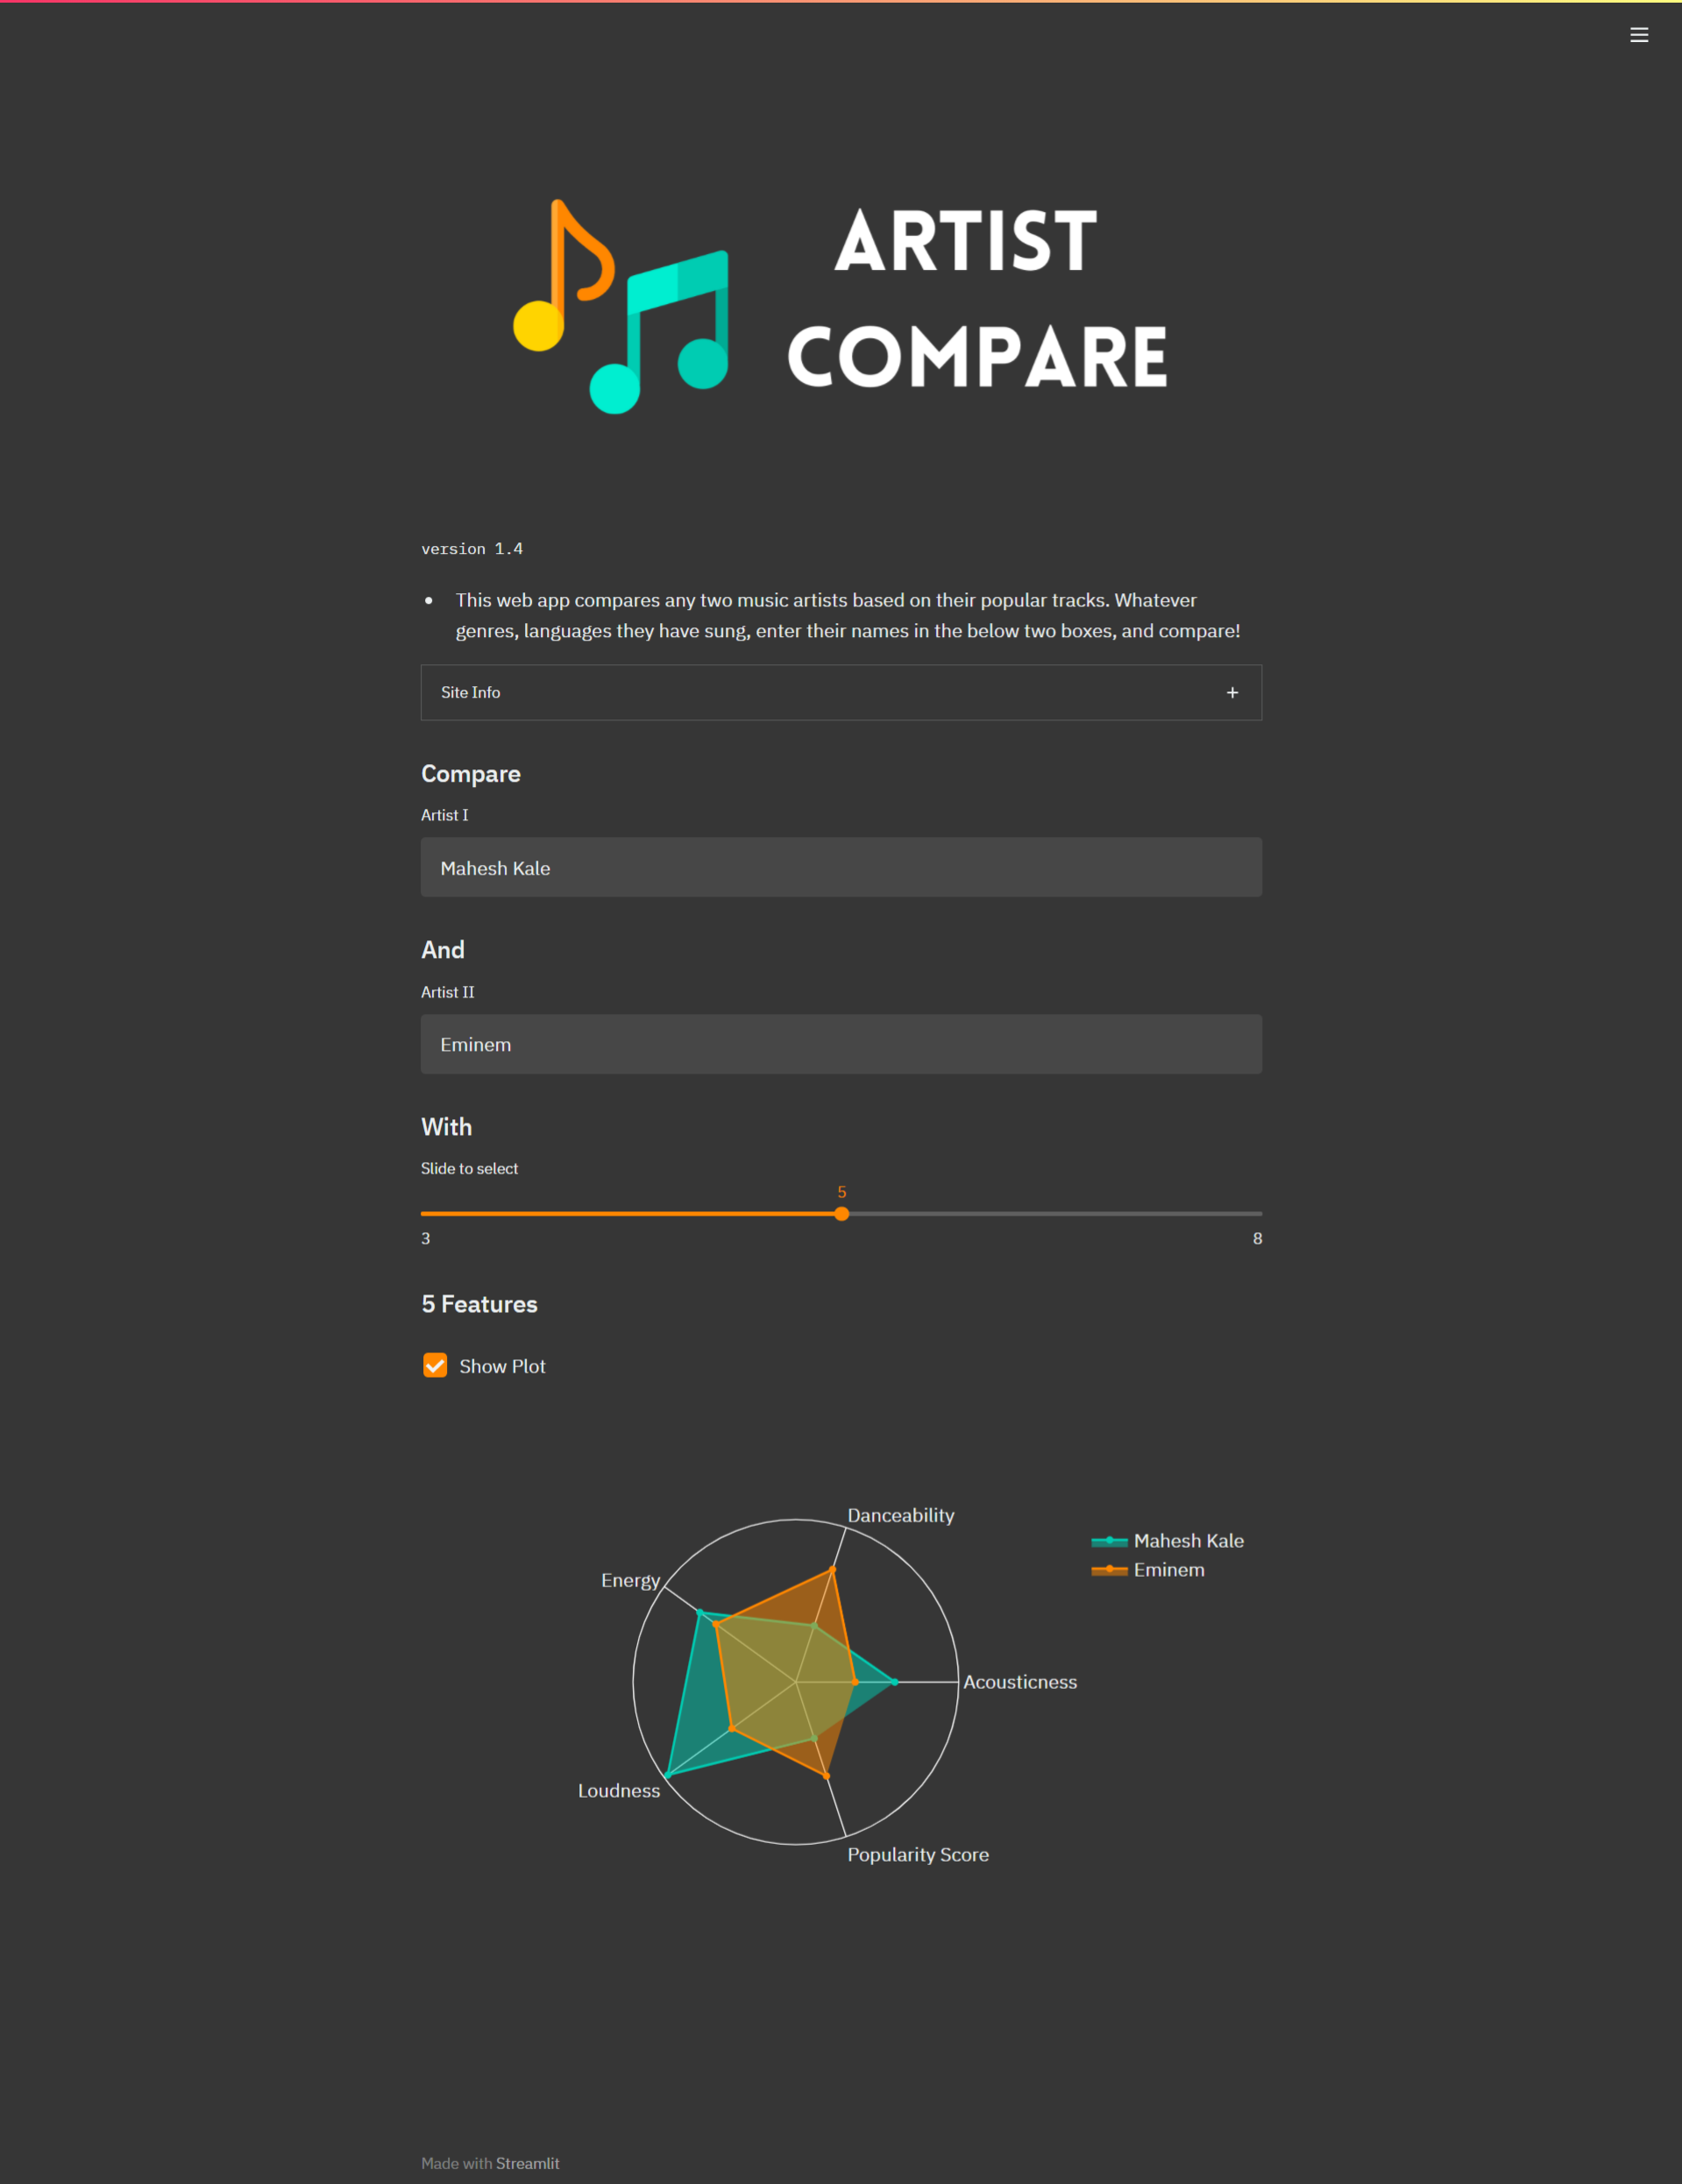 ARTIST
COMPARE
version 1.4
This web app compares any two music artists based on their popular tracks. Whatever
genres, languages they have sung, enter their names in the below two boxes, and compare!
Site Info
Compare
Artist I
Mahesh Kale
And
Artist II
Eminem
With
Slide to select
5
3
8
5 Features
Show Plot
Danceability
Mahesh Kale
Eminem
Energy
Acousticness
Loudness
Popularity Score
Made with Streamlit